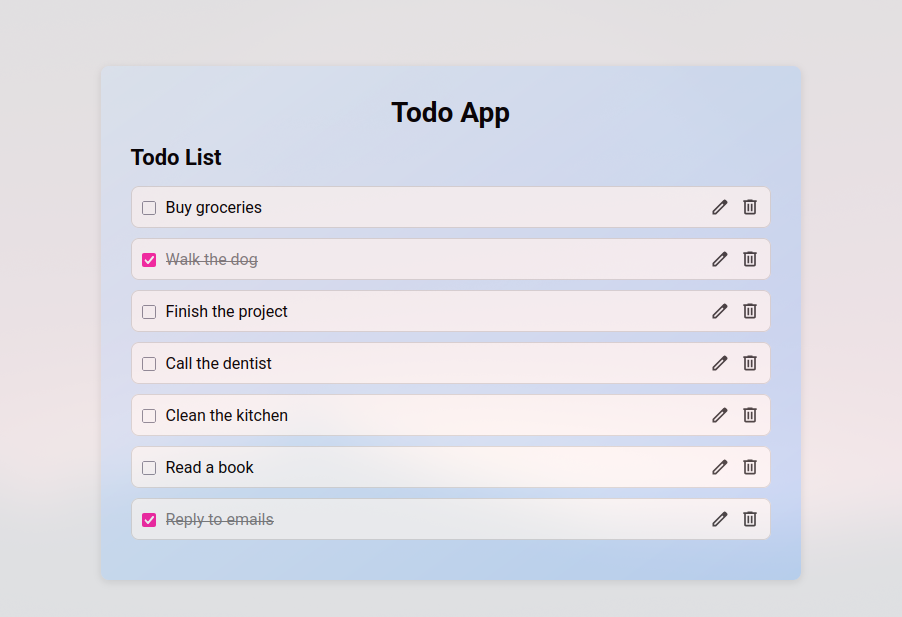 Todo App
Todo List
Buy groceries
Walk the dog
Finish the project
Call the dentist
Clean the kitchen
Read a book
Reply to emails